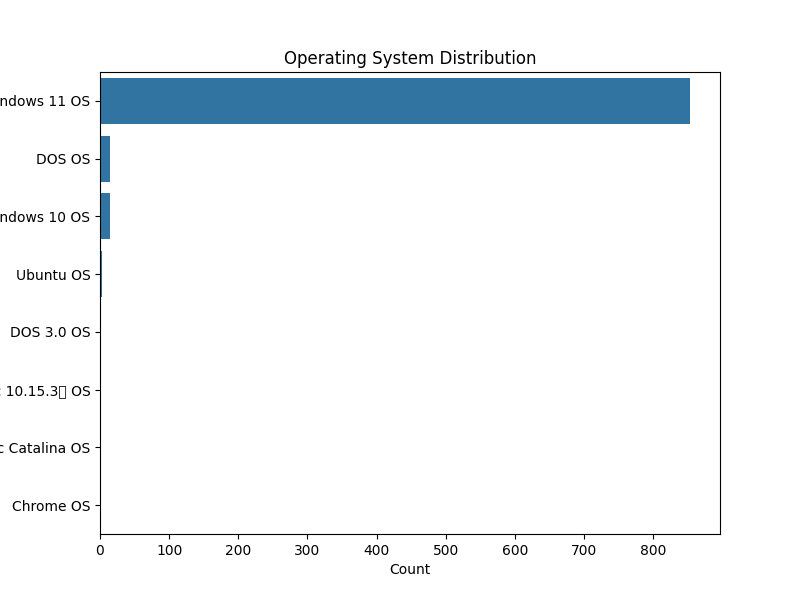 Operating System Distribution
ndows 11 OS
DOS OS
ndows 10 OS
Ubuntu OS
DOS 3.0 OS
10.15.3 OS
c Catalina OS
Chrome OS
0 100 200 300 400 500 600 700 800
Count